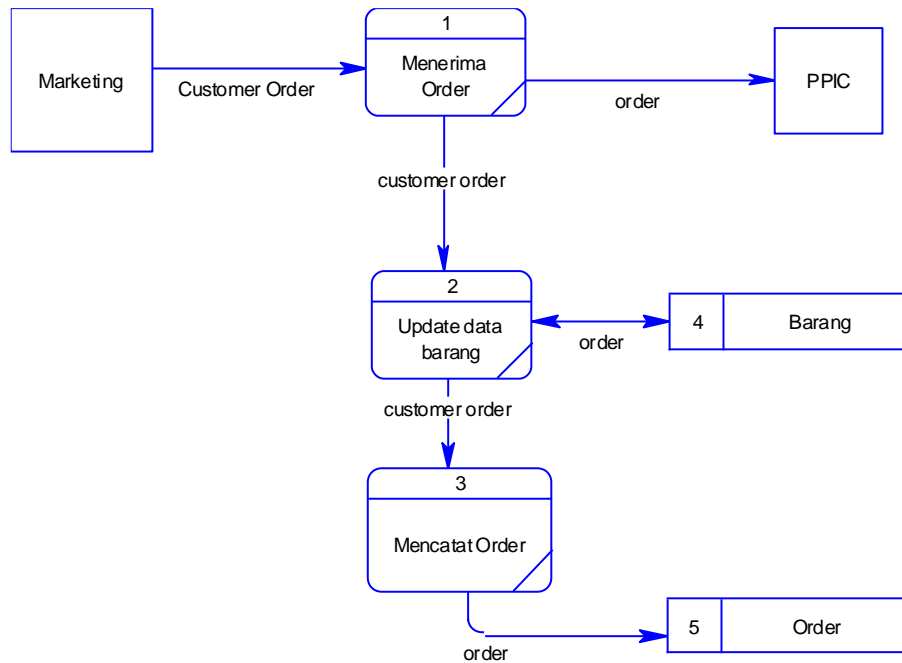 1
Marketing
Menerima
Order
PPIC
Customer Order
order
customer order
2
Update data
barang
4
Barang
order
customer order
3
Mencatat Order
5
Order
order